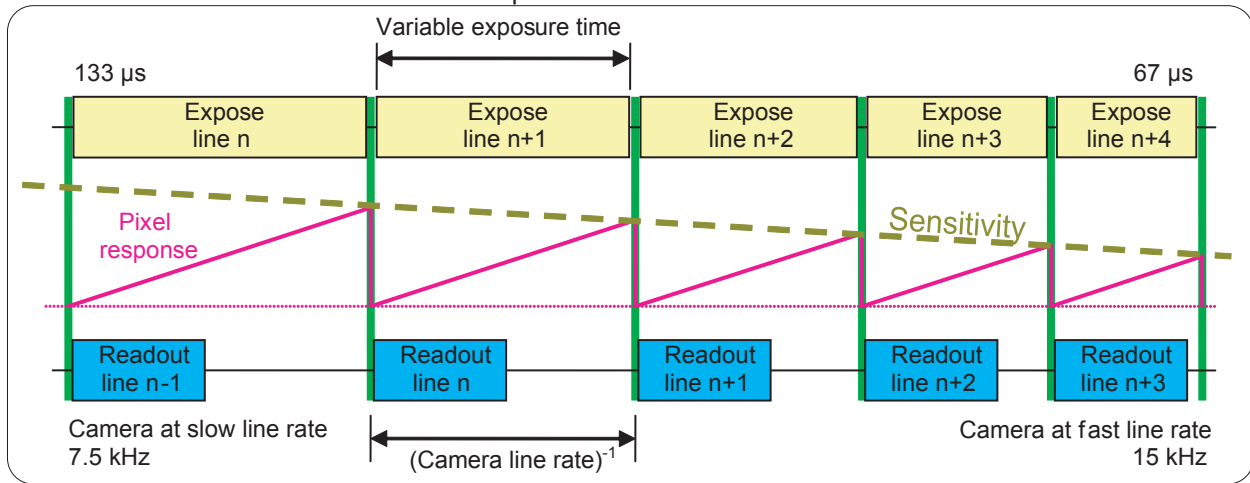 Variable exposure time
133 µs
67 µs
Expose
line n
Expose
line n+1
Expose
line n+2
Expose
line n+3
Expose
line n+4
Pixel
response
Sensitivity
Readout
line n-1
Readout
line n
Readout
line n+1
Readout
line n+2
Readout
line n+3
Camera at slow line rate
7.5 kHz
(Camera line rate)-1
Camera at fast line rate
15 kHz